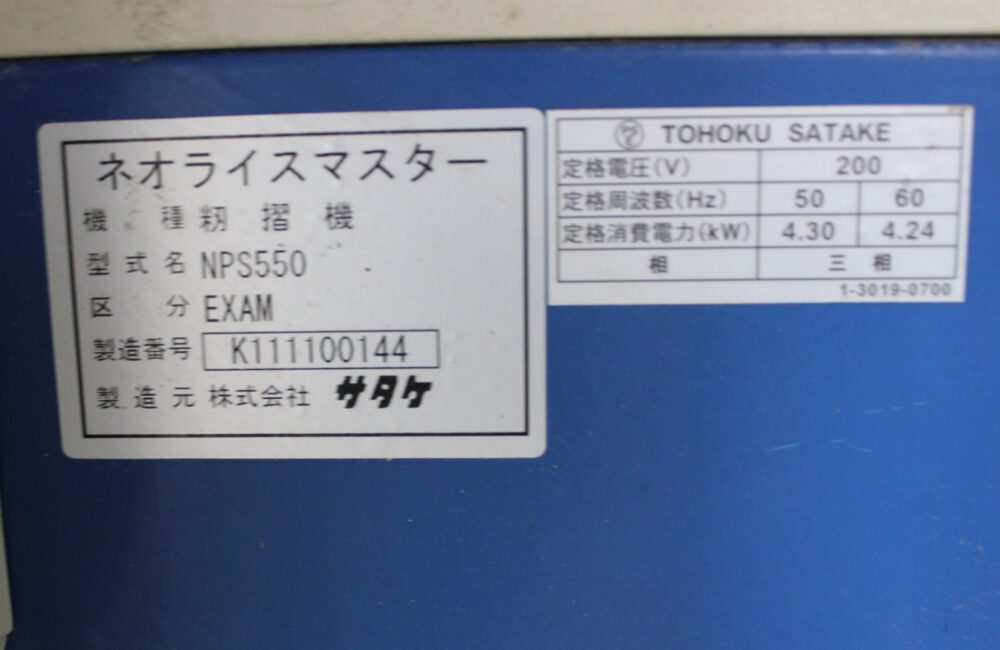 ネオライスマスター
機 種 籾 摺 機
型 式 名 NPS550
区 分 EXAM
製造番号 K111100144
製 造 元 株式会社 サタケ
TOHOKU SATAKE
定格電圧(V) 200
定格周波数(Hz) 50 60
定格消費電力(kW) 4.30 4.24
相 三 相
1-3019-0700